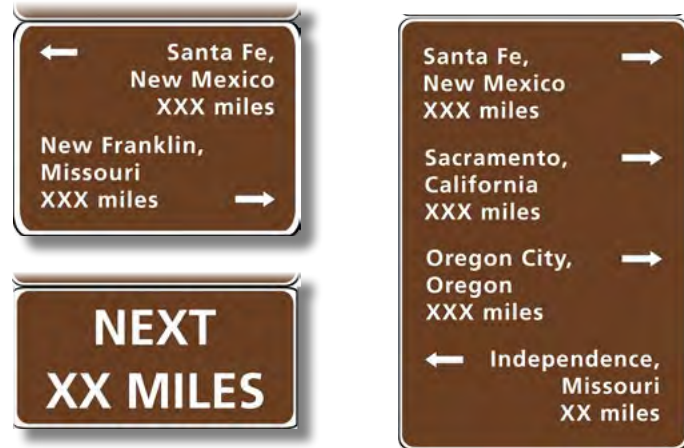 Santa Fe,
New Mexico
XXX miles
New Franklin,
Missouri
XXX miles
NEXT
XX MILES
Santa Fe,
New Mexico
XXX miles
Sacramento,
California
XXX miles
Oregon City,
Oregon
XXX miles
Independence,
Missouri
XX miles